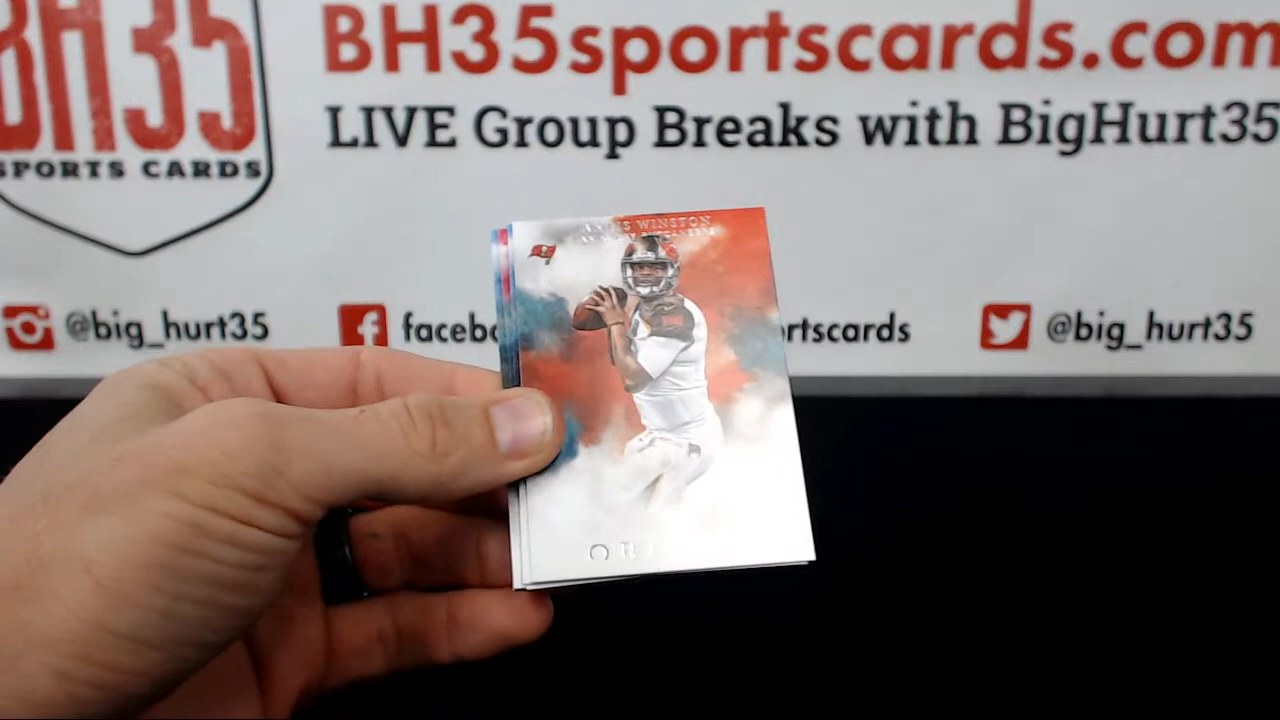 BH35
SPORTS CARDS
BH35sportscards.com
LIVE Group Breaks with BigHurt35
@big_hurt35
facebo
rtscards
@big_hurt35
WINSTON